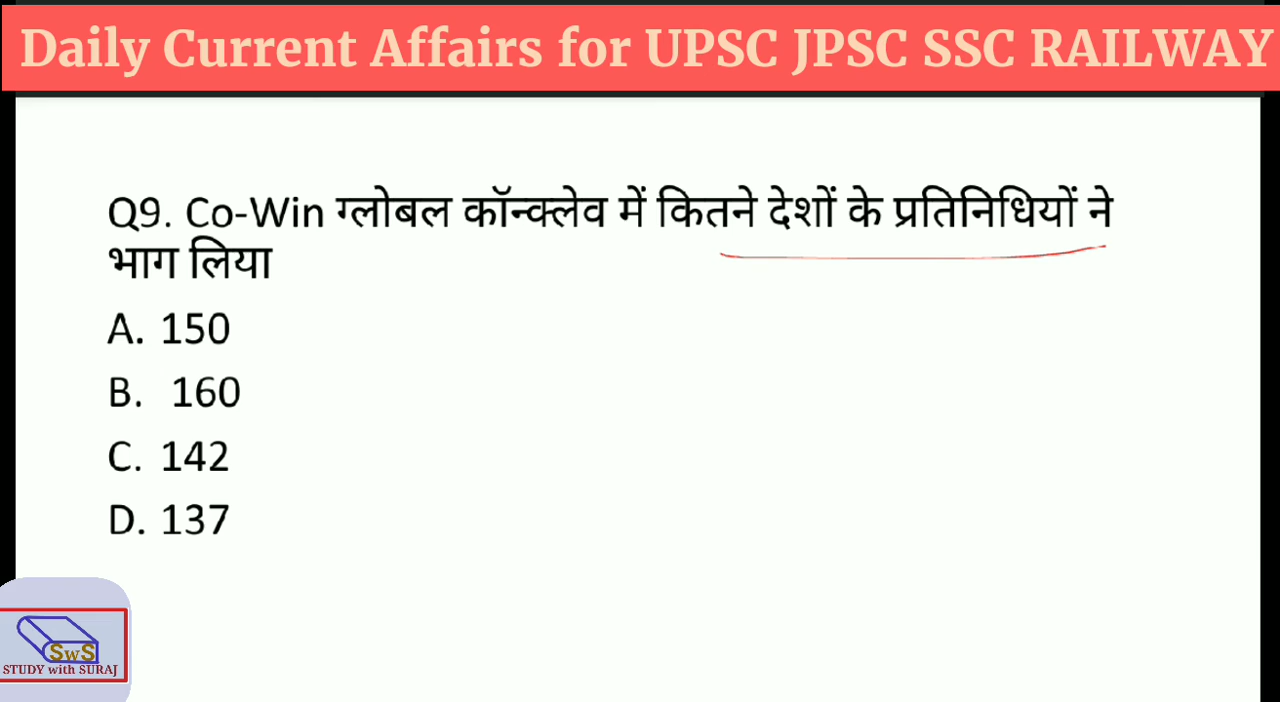 Daily Current Affairs for UPSC JPSC SSC RAILWAY
Q9. Co-Win ग्लोबल कॉन्क्लेव में कितने देशों के प्रतिनिधियों ने
भाग लिया
A. 150
B. 160
C. 142
D. 137
SwS
STUDY with SURAJ